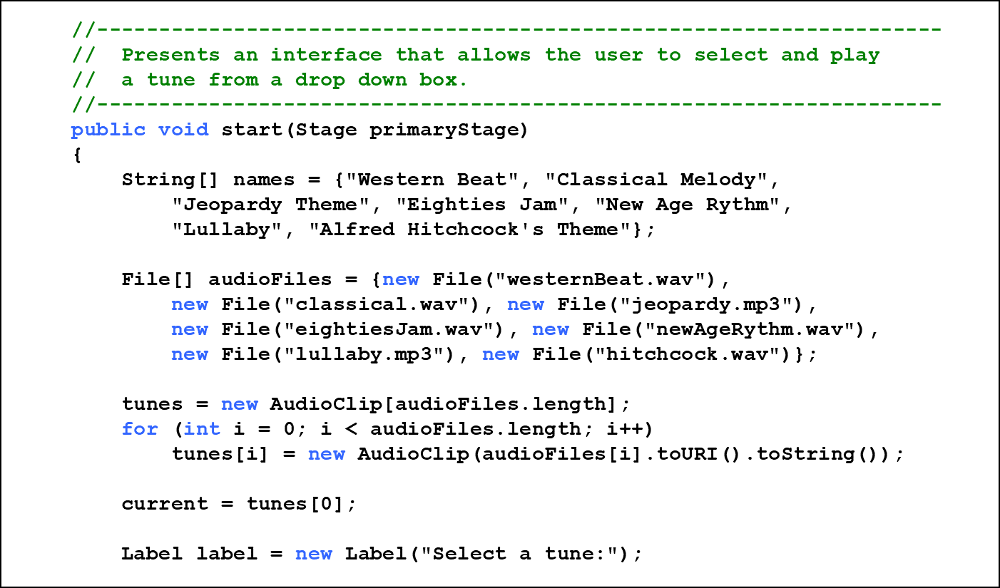 //--------------------------------------------------------------------
//  Presents an interface that allows the user to select and play
//  a tune from a drop down box.
//--------------------------------------------------------------------
public void start(Stage primaryStage)
{
    String[] names = {"Western Beat", "Classical Melody",
        "Jeopardy Theme", "Eighties Jam", "New Age Rythm",
        "Lullaby", "Alfred Hitchcock's Theme"};

    File[] audioFiles = {new File("westernBeat.wav"),
        new File("classical.wav"), new File("jeopardy.mp3"),
        new File("eightiesJam.wav"), new File("newAgeRythm.wav"),
        new File("lullaby.mp3"), new File("hitchcock.wav")};

    tunes = new AudioClip[audioFiles.length];
    for (int i = 0; i < audioFiles.length; i++)
        tunes[i] = new AudioClip(audioFiles[i].toURI().toString());

    current = tunes[0];

    Label label = new Label("Select a tune:");